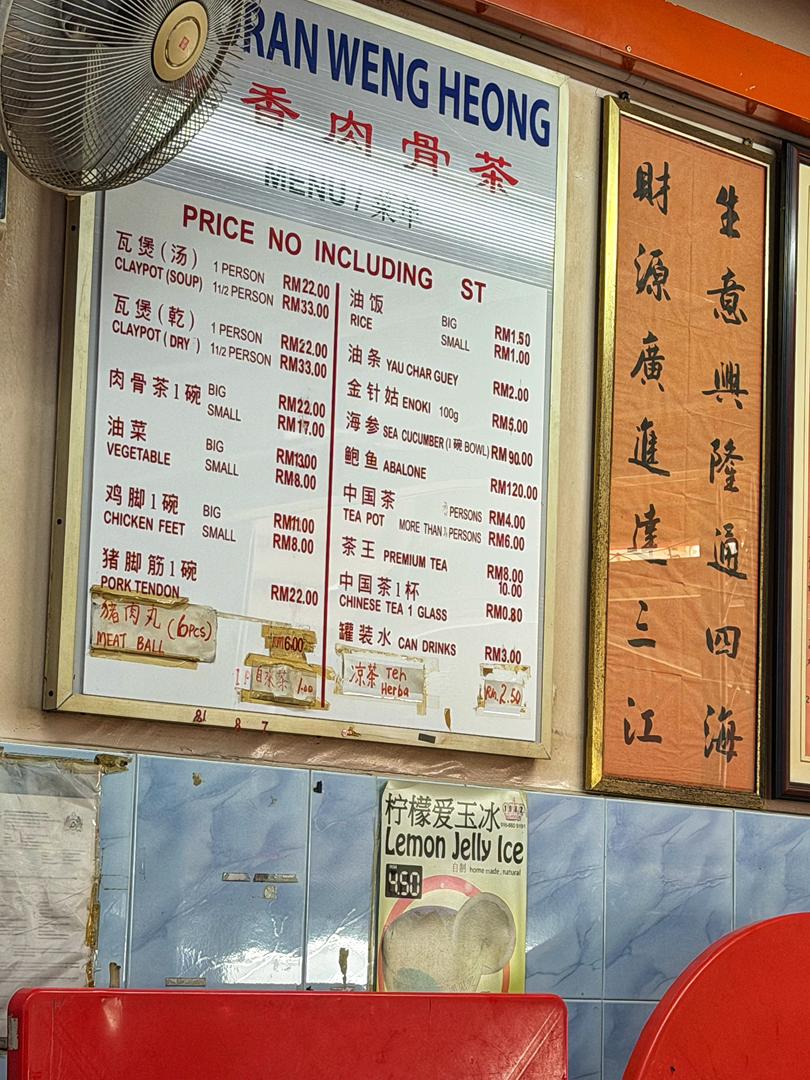 RAN WENG HEONG
香肉骨茶
MENU / 菜单
PRICE NO INCLUDING ST
瓦煲(汤) 1 PERSON RM22.00
CLAYPOT (SOUP) 11/2 PERSON RM33.00
瓦煲(乾) 1 PERSON RM22.00
CLAYPOT (DRY) 11/2 PERSON RM33.00
肉骨茶1碗 BIG RM22.00
SMALL RM17.00
油菜 BIG RM13.00
VEGETABLE SMALL RM8.00
鸡脚1碗 BIG RM11.00
CHICKEN FEET SMALL RM8.00
猪脚筋1碗
PORK TENDON RM22.00
猪肉丸 (6PCS)
MEAT BALL RM6.00
1.00
油饭 BIG RM1.50
RICE SMALL RM1.00
油条 YAU CHAR GUEY RM2.00
金针姑 ENOKI 100g RM5.00
海参 SEA CUCUMBER (1碗 BOWL) RM90.00
鲍鱼 ABALONE RM120.00
中国茶 PERSONS RM4.00
TEA POT MORE THAN PERSONS RM6.00
茶王 PREMIUM TEA RM8.00
10.00
中国茶1杯
CHINESE TEA 1 GLASS RM0.80
罐装水 CAN DRINKS RM3.00
凉茶 Teh
Herba RM.2.50
81 8 7
生意興隆通四海
財源廣進達三江
柠檬爱玉冰
1982
Lemon Jelly Ice
自制 home made, natural
4.50